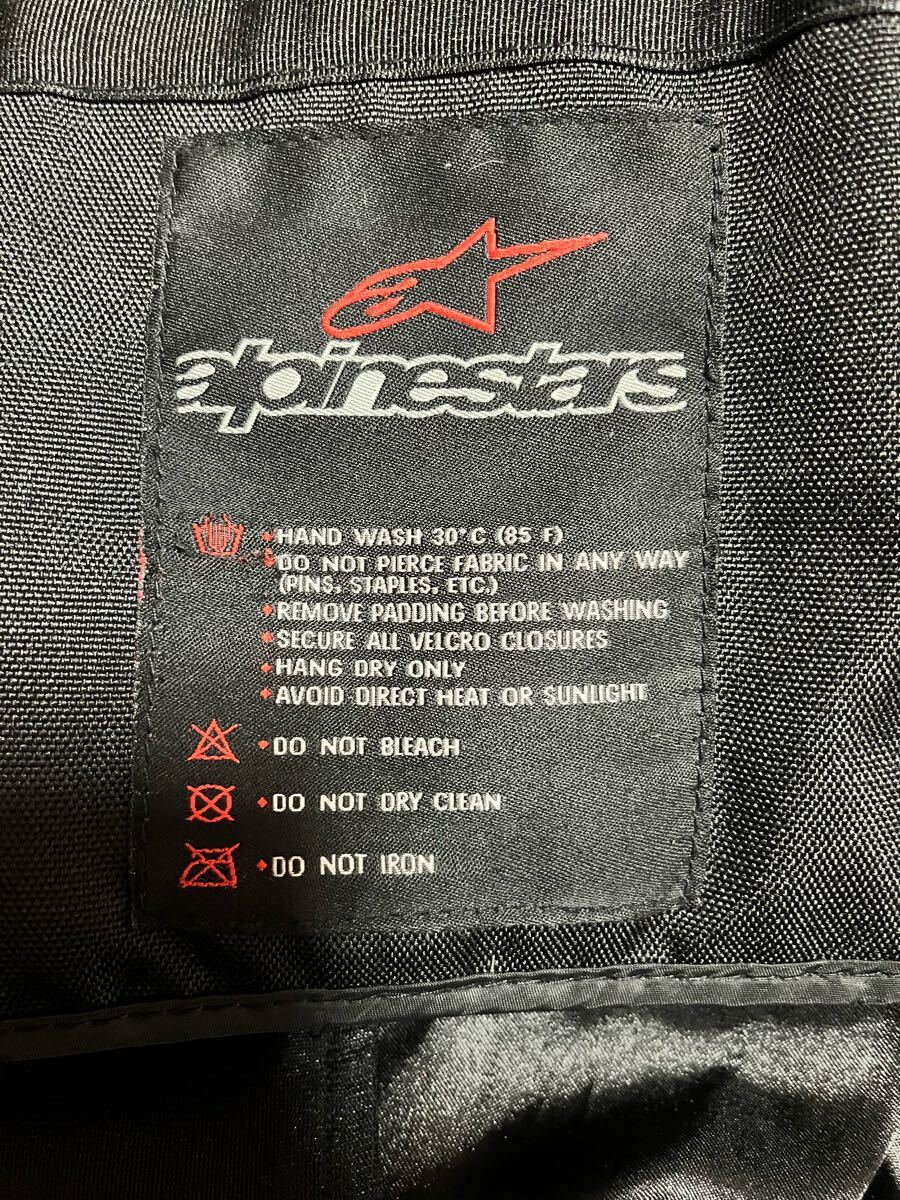 alpinestars
•HAND WASH 30°C (85 F)
•DO NOT PIERCE FABRIC IN ANY WAY
(PINS, STAPLES, ETC.)
•REMOVE PADDING BEFORE WASHING
•SECURE ALL VELCRO CLOSURES
•HANG DRY ONLY
•AVOID DIRECT HEAT OR SUNLIGHT
•DO NOT BLEACH
•DO NOT DRY CLEAN
•DO NOT IRON